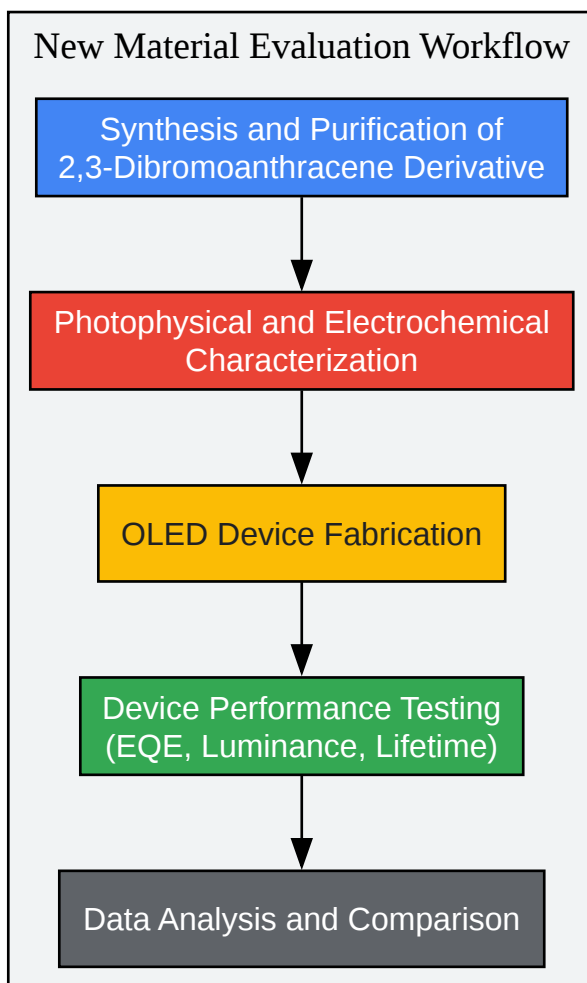 New Material Evaluation Workflow
Synthesis and Purification of
2,3-Dibromoanthracene Derivative
Photophysical and Electrochemical
Characterization
OLED Device Fabrication
Device Performance Testing
(EQE, Luminance, Lifetime)
Data Analysis and Comparison